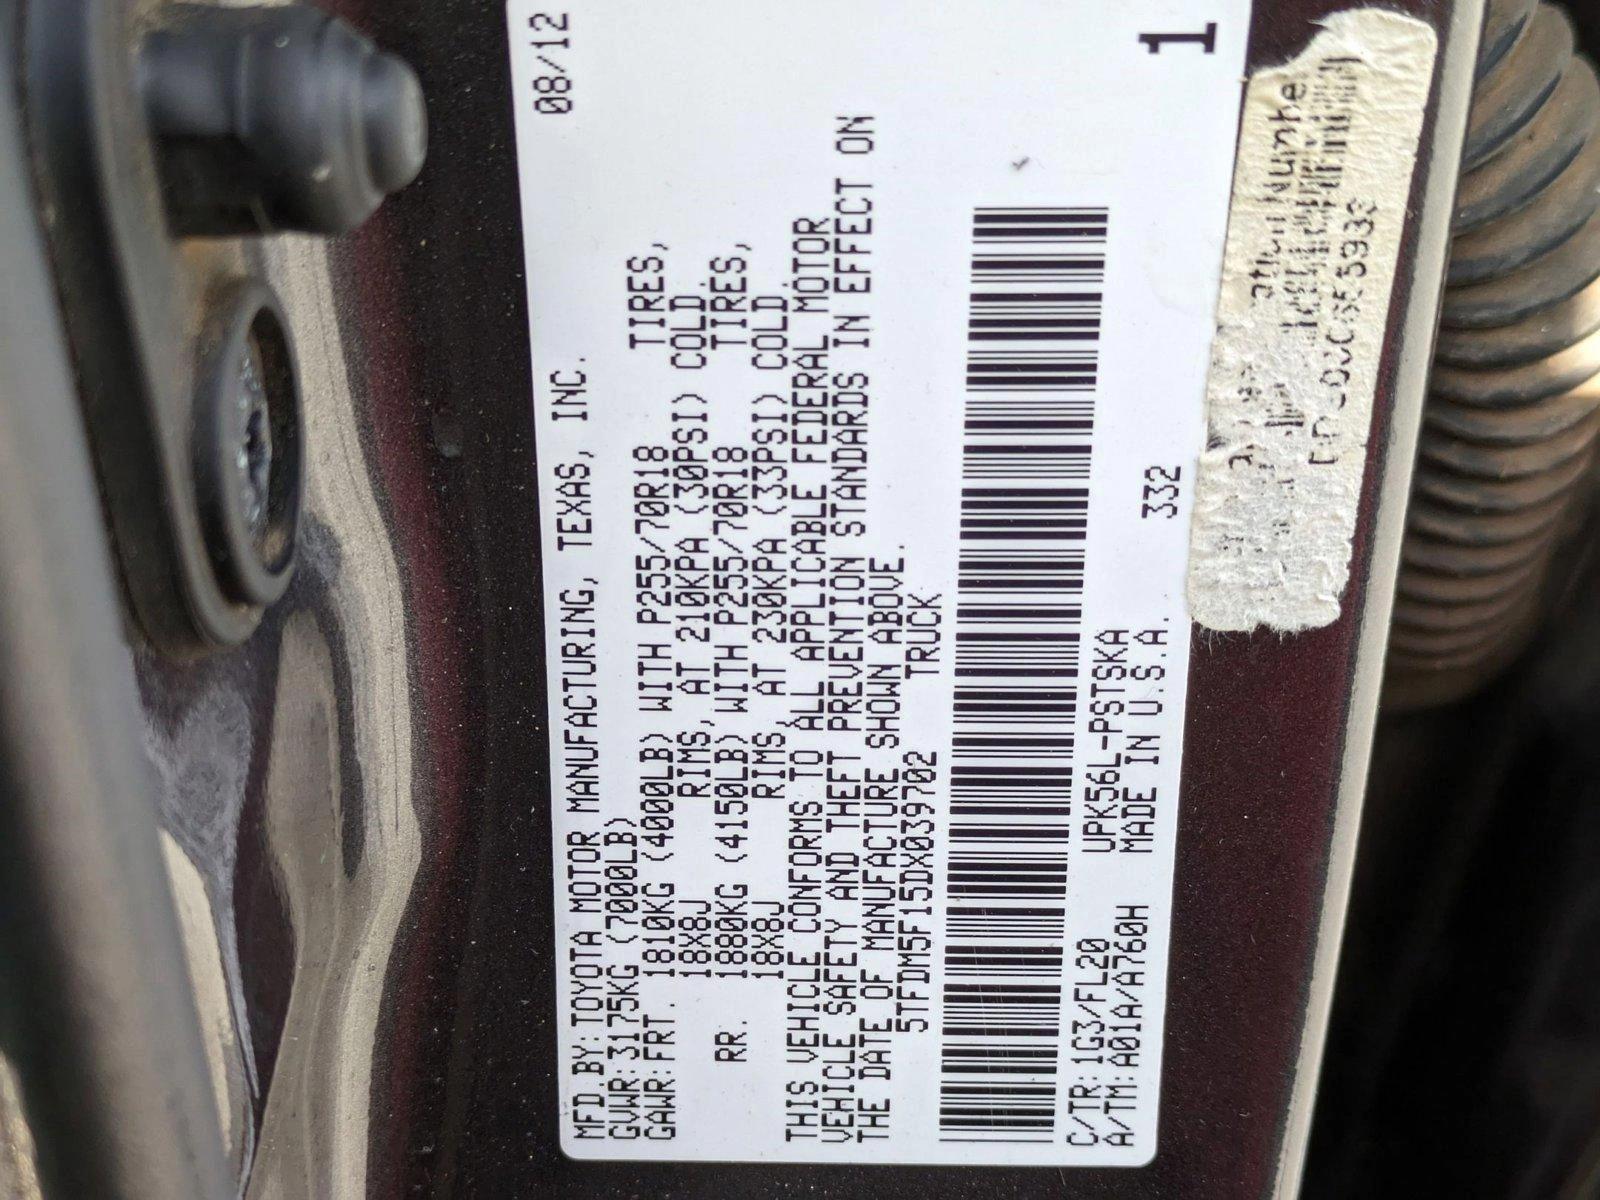 MFD.BY:TOYOTA MOTOR MANUFACTURING, TEXAS, INC. 08/12
GVWR:3175KG (7000LB)
GAWR:FRT. 1810KG (4000LB) WITH P255/70R18 TIRES,
18X8J RIMS, AT 210KPA (30PSI) COLD.
RR. 1880KG (4150LB) WITH P255/70R18 TIRES,
18X8J RIMS, AT 230KPA (33PSI) COLD.
THIS VEHICLE CONFORMS TO ALL APPLICABLE FEDERAL MOTOR
VEHICLE SAFETY AND THEFT PREVENTION STANDARDS IN EFFECT ON
THE DATE OF MANUFACTURE SHOWN ABOVE.
5TFDM5F15DX039702 TRUCK
C/TR:1G3/FL20 UPK56L-PSTSKA 332
A/TM:A01A/A760H MADE IN U.S.A. 1